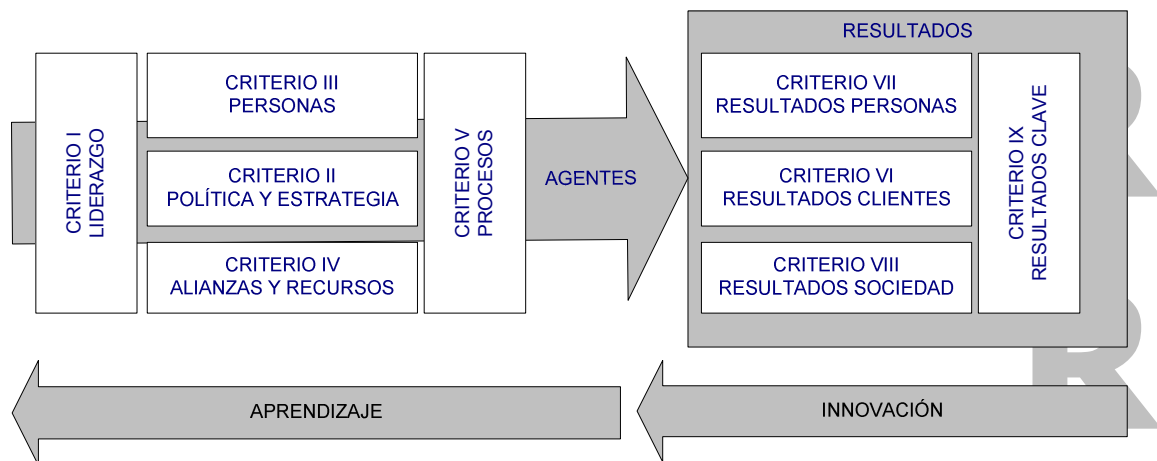 RESULTADOS
CRITERIO I
LIDERAZGO
CRITERIO III
PERSONAS
CRITERIO II
POLÍTICA Y ESTRATEGIA
CRITERIO IV
ALIANZAS Y RECURSOS
CRITERIO V
PROCESOS
AGENTES
CRITERIO VII
RESULTADOS PERSONAS
CRITERIO VI
RESULTADOS CLIENTES
CRITERIO VIII
RESULTADOS SOCIEDAD
CRITERIO IX
RESULTADOS CLAVE
R
R
APRENDIZAJE
INNOVACIÓN